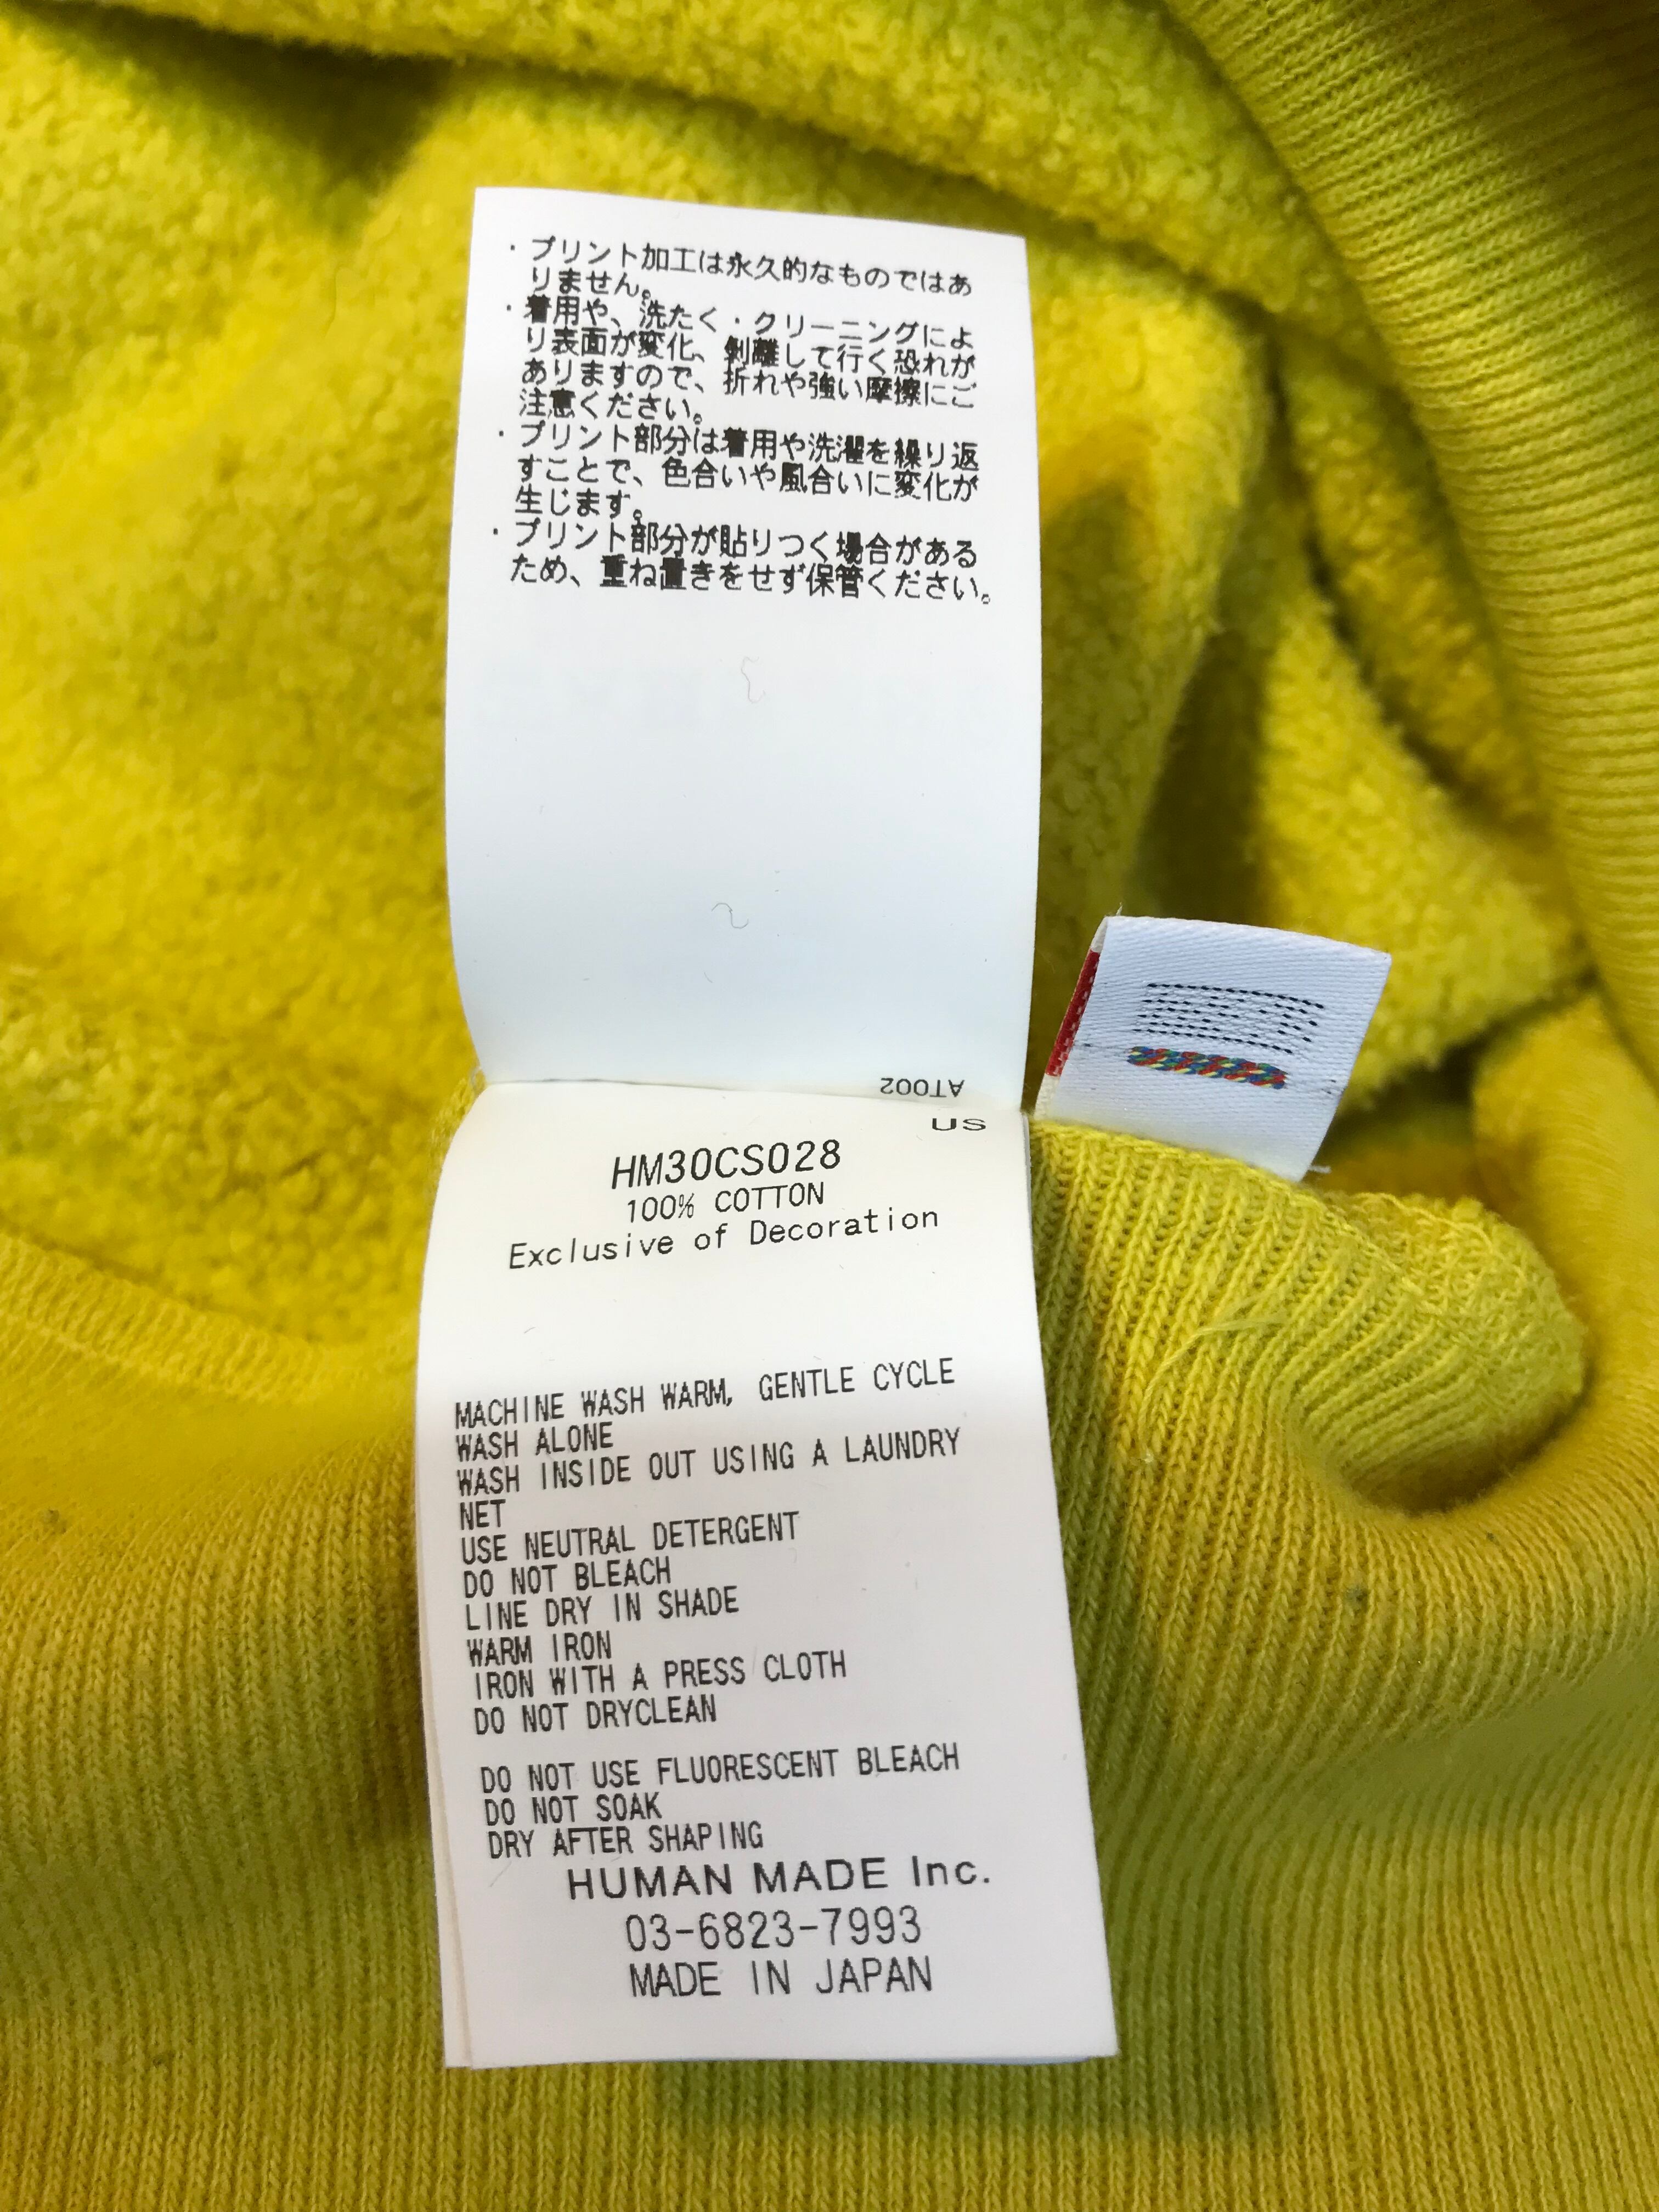 ・プリント加工は永久的なものではあ
りません。
・着用や、洗たく・クリーニングによ
り表面が変化、剝離して行く恐れが
ありますので、折れや強い摩擦にご
注意ください。
・プリント部分は着用や洗濯を繰り返
すことで、色合いや風合いに変化が
生じます。
・プリント部分が貼りつく場合がある
ため、重ね置きをせず保管ください。
AT002
US
HM30CS028
100% COTTON
Exclusive of Decoration
MACHINE WASH WARM, GENTLE CYCLE
WASH ALONE
WASH INSIDE OUT USING A LAUNDRY
NET
USE NEUTRAL DETERGENT
DO NOT BLEACH
LINE DRY IN SHADE
WARM IRON
IRON WITH A PRESS CLOTH
DO NOT DRYCLEAN
DO NOT USE FLUORESCENT BLEACH
DO NOT SOAK
DRY AFTER SHAPING
HUMAN MADE Inc.
03-6823-7993
MADE IN JAPAN